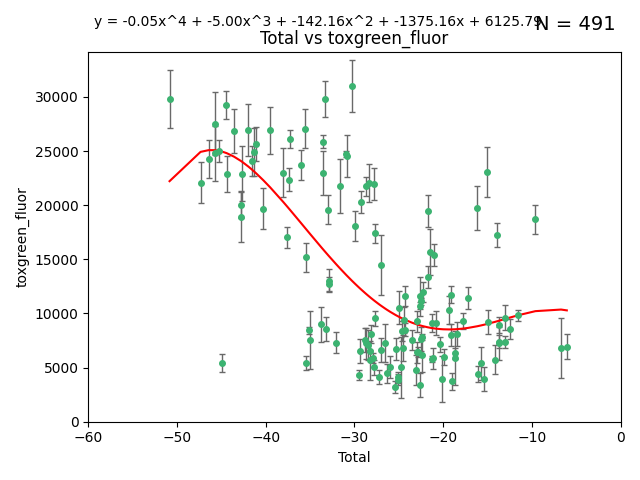 y = -0.05x^4 + -5.00x^3 + -142.16x^2 + -1375.16x + 6125.79
N = 491
Total vs toxgreen_fluor
toxgreen_fluor
30000
25000
20000
15000
10000
5000
0
−60
−50
−40
−30
−20
−10
0
Total